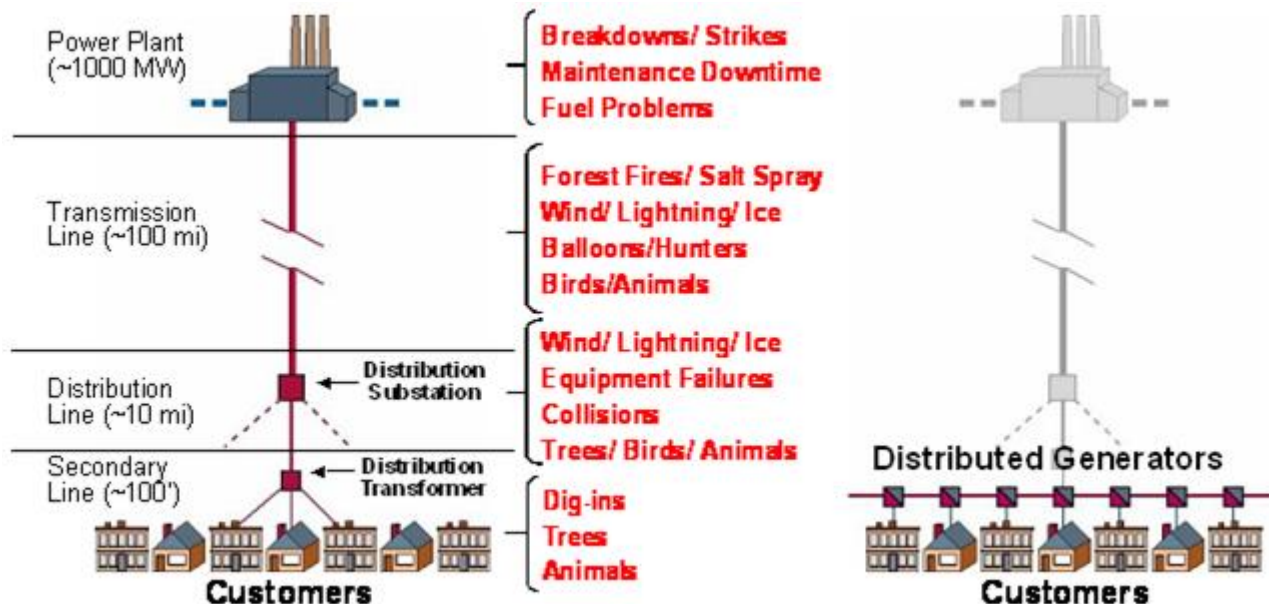 Power Plant
(~1000 MW)
Breakdowns/ Strikes
Maintenance Downtime
Fuel Problems
Transmission
Line (~100 mi)
Forest Fires/ Salt Spray
Wind/ Lightning/ Ice
Balloons/Hunters
Birds/Animals
Distribution
Line (~10 mi)
Distribution
Substation
Wind/ Lightning/ Ice
Equipment Failures
Collisions
Trees/ Birds/ Animals
Secondary
Line (~100')
Distribution
Transformer
Dig-ins
Trees
Animals
Customers
Distributed Generators
Customers